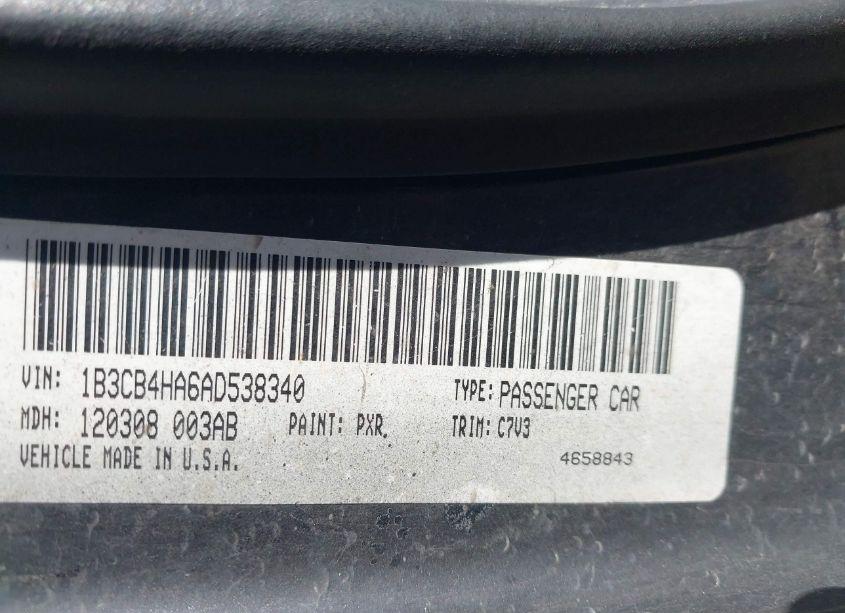 VIN: 1B3CB4HA6AD538340 TYPE: PASSENGER CAR
MDH: 120308 003AB PAINT: PXR TRIM: C7V3
VEHICLE MADE IN U.S.A. 4658843